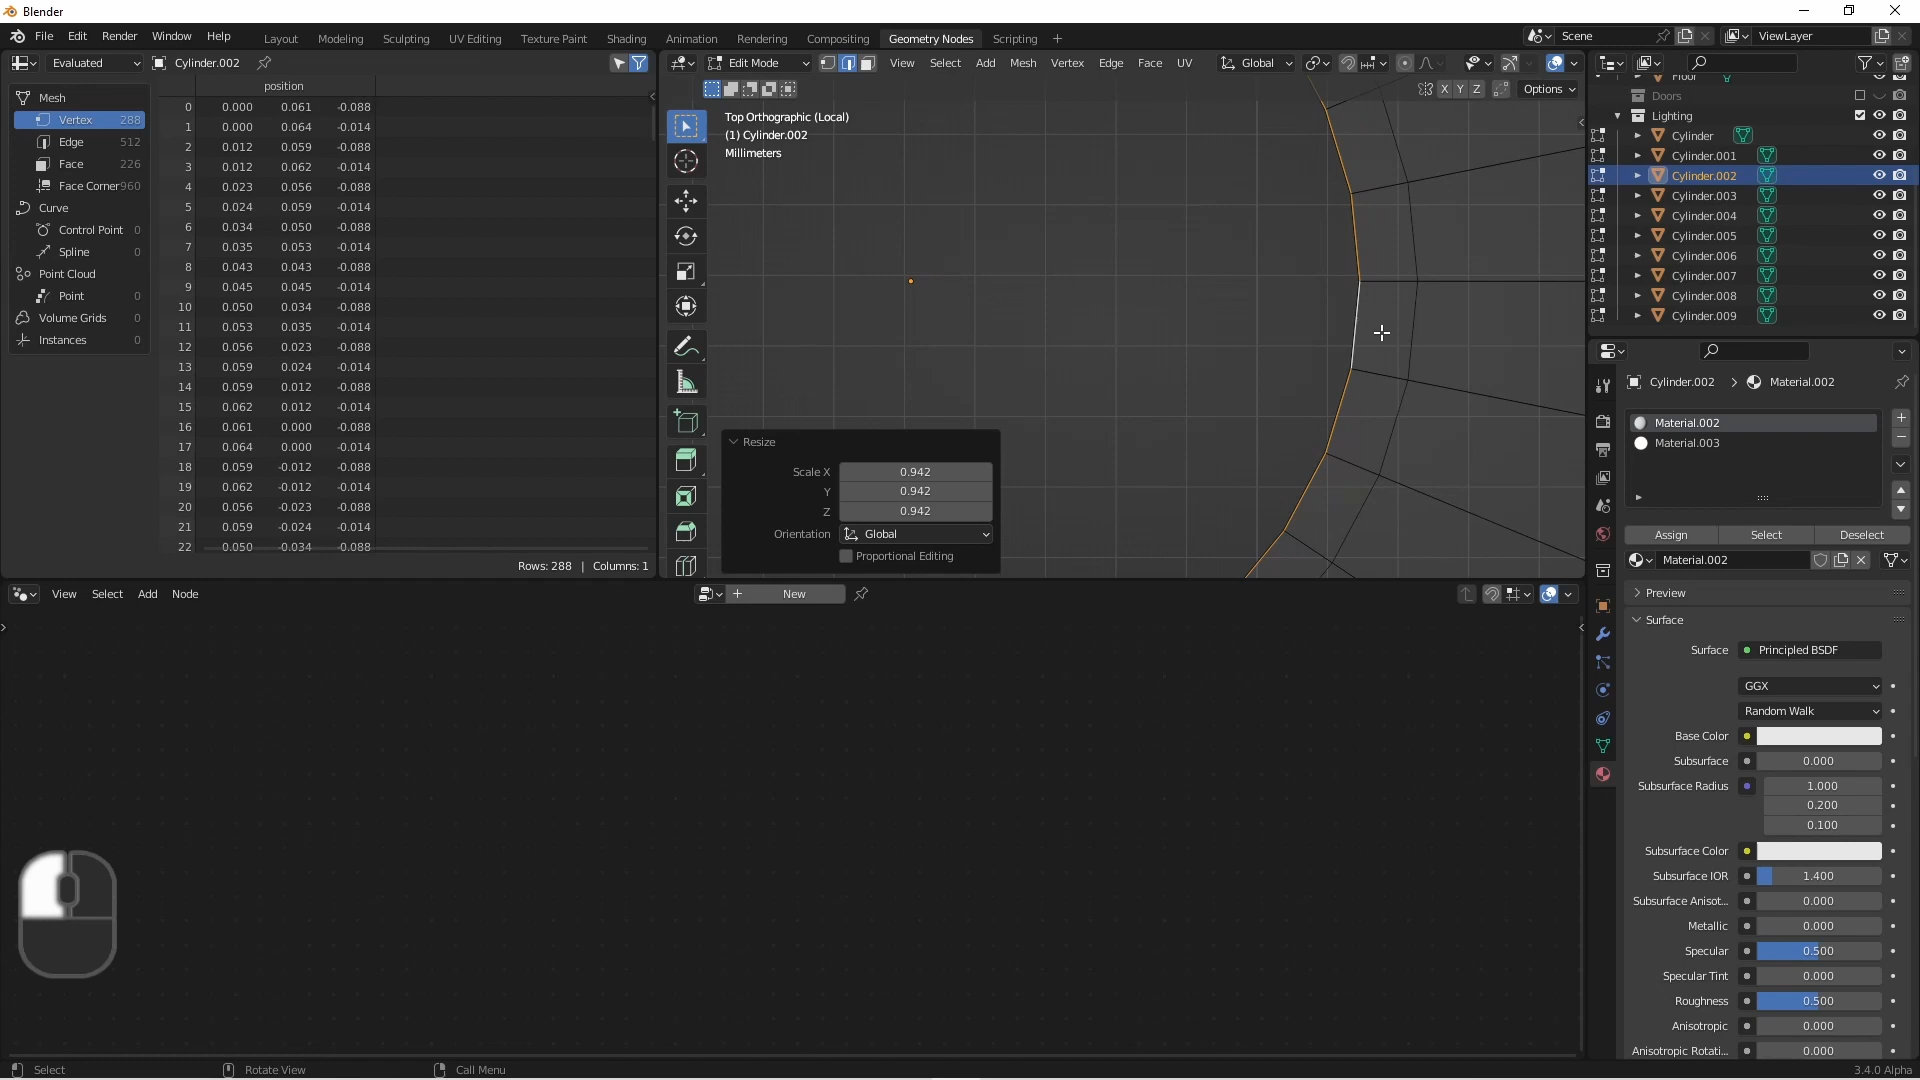 Blender
File Edit Render Window Help Layout Modeling Sculpting UV Editing Texture Paint Shading Animation Rendering Compositing Geometry Nodes Scripting + Scene ViewLayer
Evaluated Cylinder.002
Edit Mode View Select Add Mesh Vertex Edge Face UV Global
X Y Z Options
position
Mesh
Vertex 288
Edge 512
Face 226
Face Corner 960
Curve
Control Point 0
Spline 0
Point Cloud
Point 0
Volume Grids 0
Instances 0
0 0.000 0.061 -0.088
1 0.000 0.064 -0.014
2 0.012 0.059 -0.088
3 0.012 0.062 -0.014
4 0.023 0.056 -0.088
5 0.024 0.059 -0.014
6 0.034 0.050 -0.088
7 0.035 0.053 -0.014
8 0.043 0.043 -0.088
9 0.045 0.045 -0.014
10 0.050 0.034 -0.088
11 0.053 0.035 -0.014
12 0.056 0.023 -0.088
13 0.059 0.024 -0.014
14 0.059 0.012 -0.088
15 0.062 0.012 -0.014
16 0.061 0.000 -0.088
17 0.064 0.000 -0.014
18 0.059 -0.012 -0.088
19 0.062 -0.012 -0.014
20 0.056 -0.023 -0.088
21 0.059 -0.024 -0.014
22 0.050 -0.034 -0.088
Rows: 288 | Columns: 1
Top Orthographic (Local)
(1) Cylinder.002
Millimeters
Resize
Scale X 0.942
Y 0.942
Z 0.942
Orientation Global
Proportional Editing
Floor
Doors
Lighting
Cylinder
Cylinder.001
Cylinder.002
Cylinder.003
Cylinder.004
Cylinder.005
Cylinder.006
Cylinder.007
Cylinder.008
Cylinder.009
Cylinder.002 > Material.002
Material.002
Material.003
Assign Select Deselect
Material.002
Preview
Surface
Surface Principled BSDF
GGX
Random Walk
Base Color
Subsurface 0.000
Subsurface Radius 1.000
0.200
0.100
Subsurface Color
Subsurface IOR 1.400
Subsurface Anisot... 0.000
Metallic 0.000
Specular 0.500
Specular Tint 0.000
Roughness 0.500
Anisotropic 0.000
Anisotropic Rotati... 0.000
View Select Add Node + New
Select Rotate View Call Menu 3.4.0 Alpha